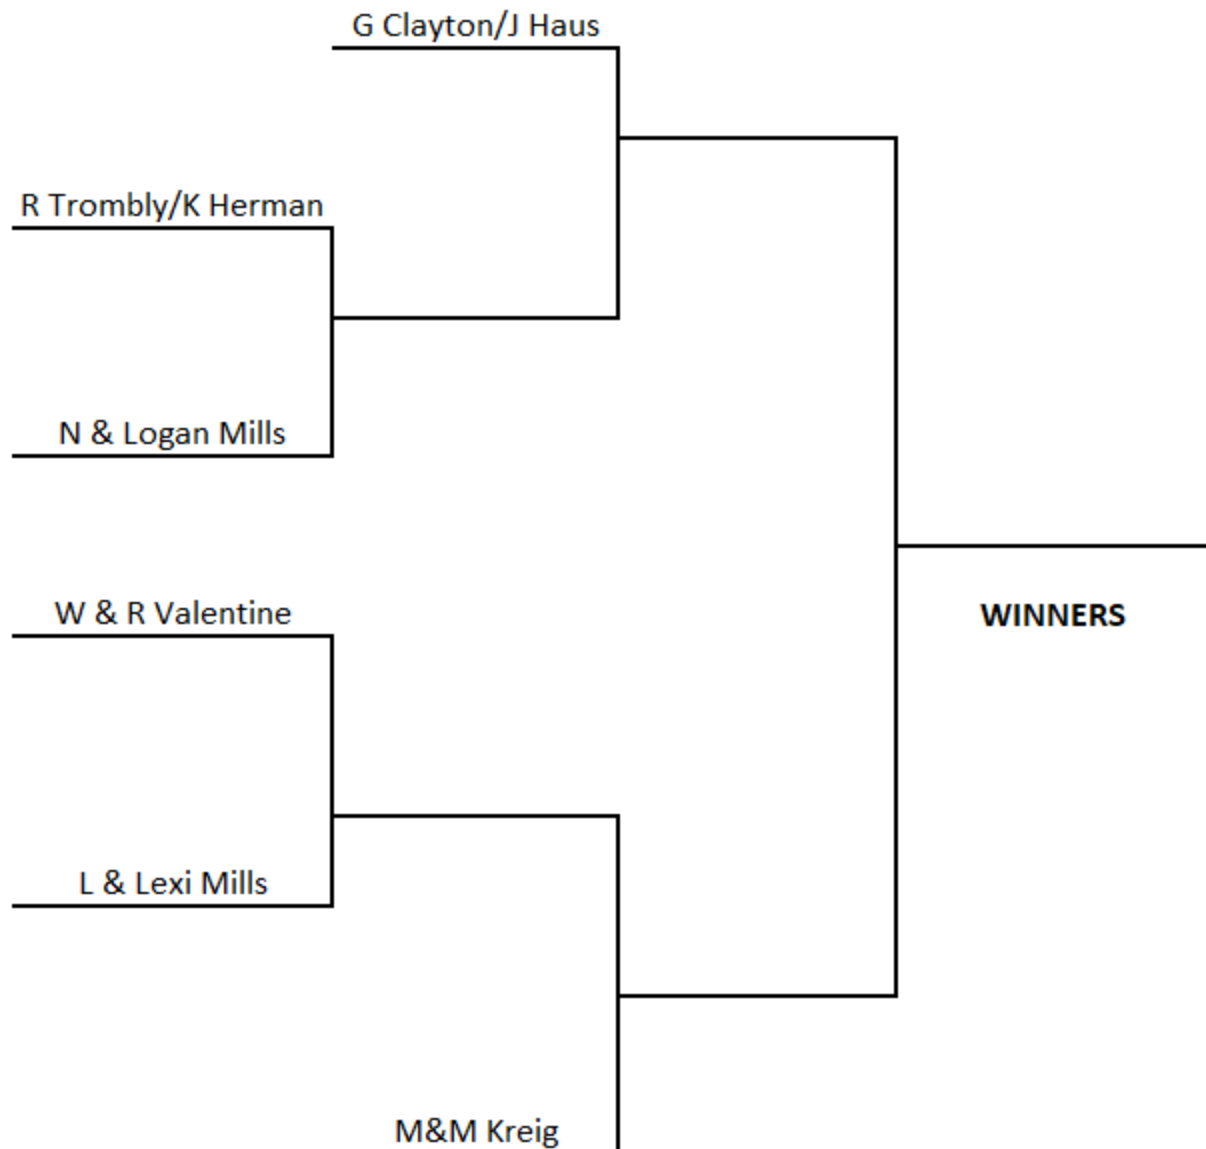 G Clayton/J Haus
R Trombly/K Herman
N & Logan Mills
W & R Valentine
WINNERS
L & Lexi Mills
M&M Kreig